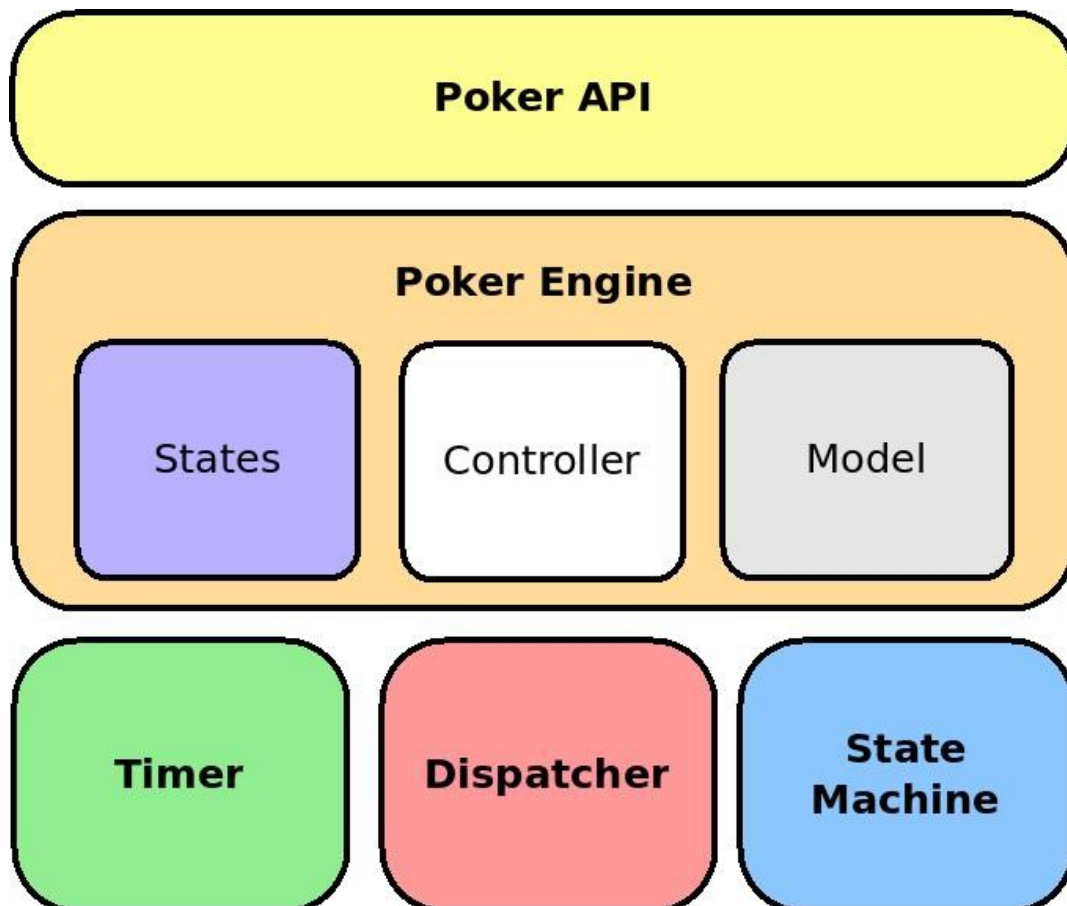 Poker API
Poker Engine
States
Controller
Model
Timer
Dispatcher
State
Machine